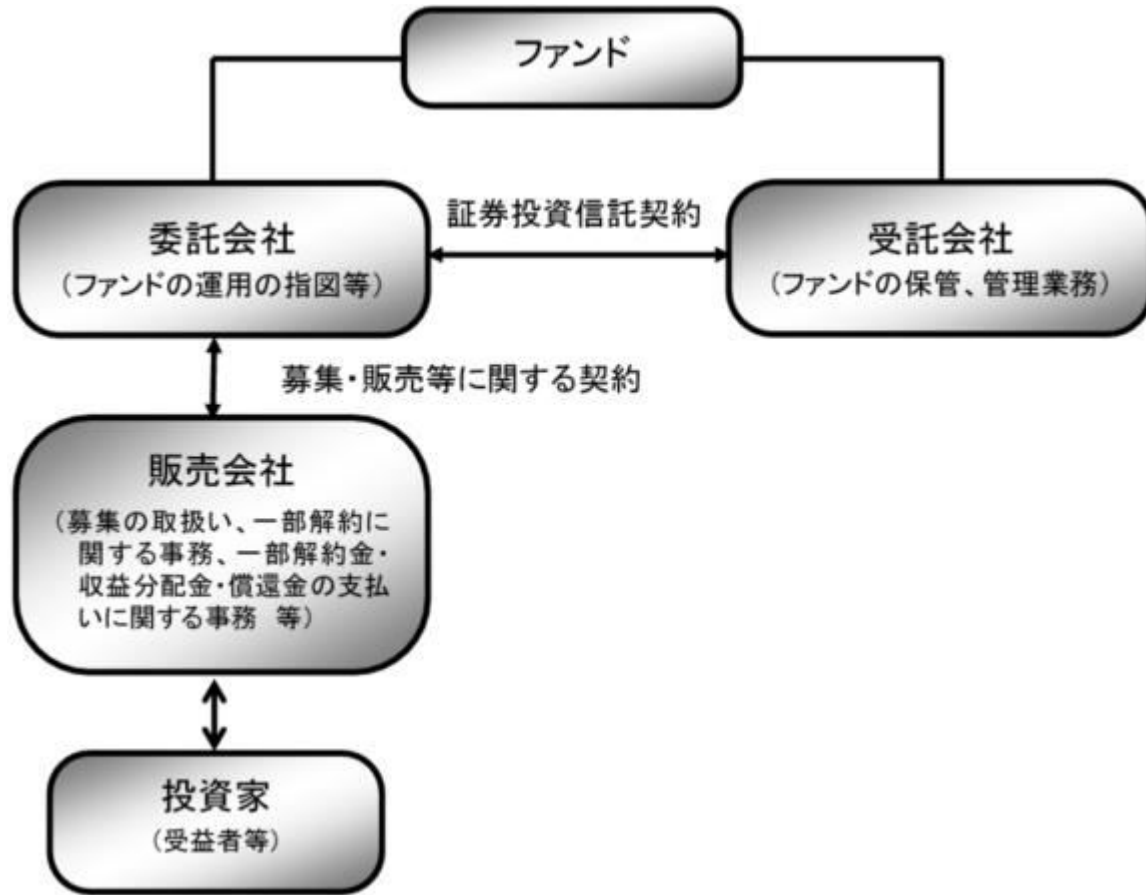 ファンド
委託会社
（ファンドの運用の指図等）
証券投資信託契約
受託会社
（ファンドの保管、管理業務）
募集・販売等に関する契約
販売会社
（募集の取扱い、一部解約に
関する事務、一部解約金・
収益分配金・償還金の支払
いに関する事務　等）
投資家
（受益者等）